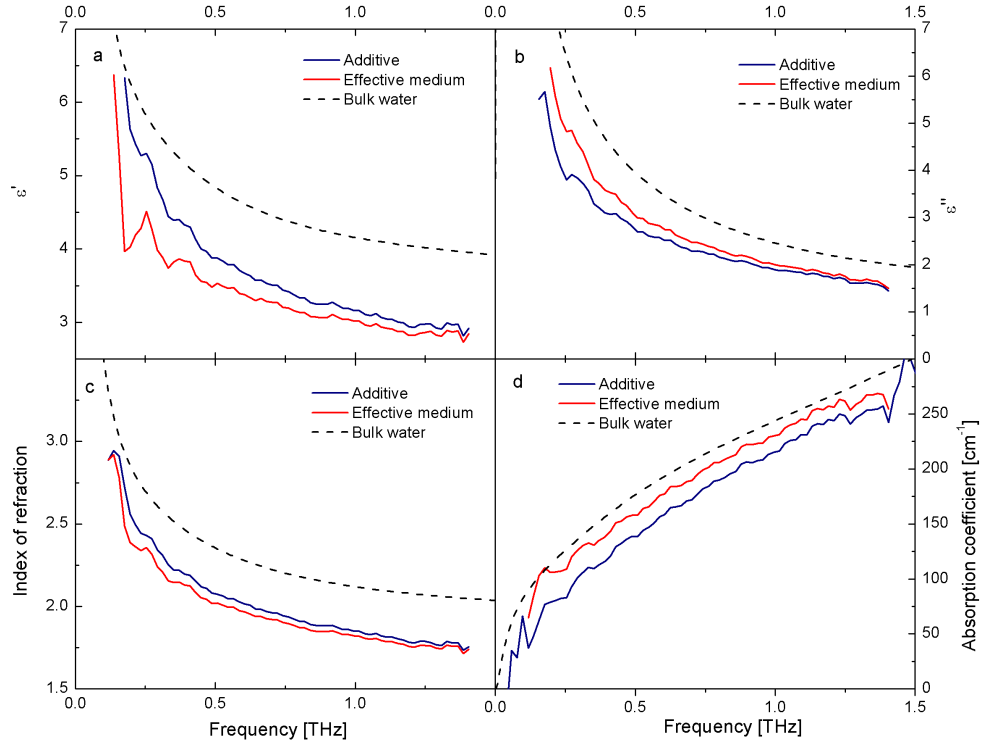 0.0 0.5 1.0 0.0 0.5 1.0 1.5
7 7
a
Additive
Effective medium
Bulk water
b
Additive
Effective medium
Bulk water
6 6
5 5
4 4
3 3
2
1
0
ε'
ε''
c
Additive
Effective medium
Bulk water
d
Additive
Effective medium
Bulk water
3.0
2.5
2.0
1.5
250
200
150
100
50
0
Index of refraction
Absorption coefficient [cm⁻¹]
0.0 0.5 1.0 0.0 0.5 1.0 1.5
Frequency [THz] Frequency [THz]